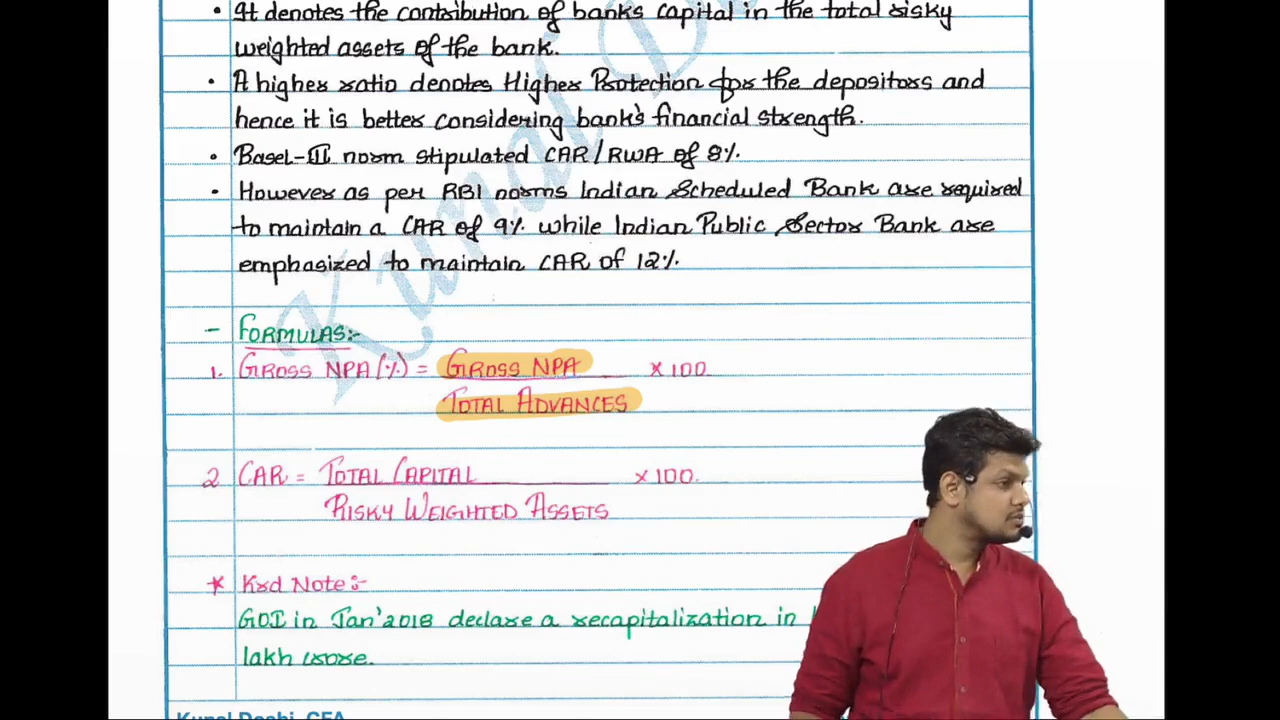 • It denotes the contribution of banks capital in the total risky
weighted assets of the bank.
• A higher ratio denotes Higher Protection for the depositors and
hence it is better considering bank's financial strength.
• Basel-III norm stipulated CAR/RWA of 8%.
• However as per RBI norms Indian Scheduled Bank are required
to maintain a CAR of 9% while Indian Public Sector Bank are
emphasized to maintain CAR of 12%.
- FORMULAS:-
1. GROSS NPA (%) = GROSS NPA × 100
TOTAL ADVANCES
2 CAR = TOTAL CAPITAL × 100.
RISKY WEIGHTED ASSETS
* Krd Note:-
GOI in Jan'2018 declare a recapitalization in
lakh crore.
Kunal Doshi, CFA
Kunal D